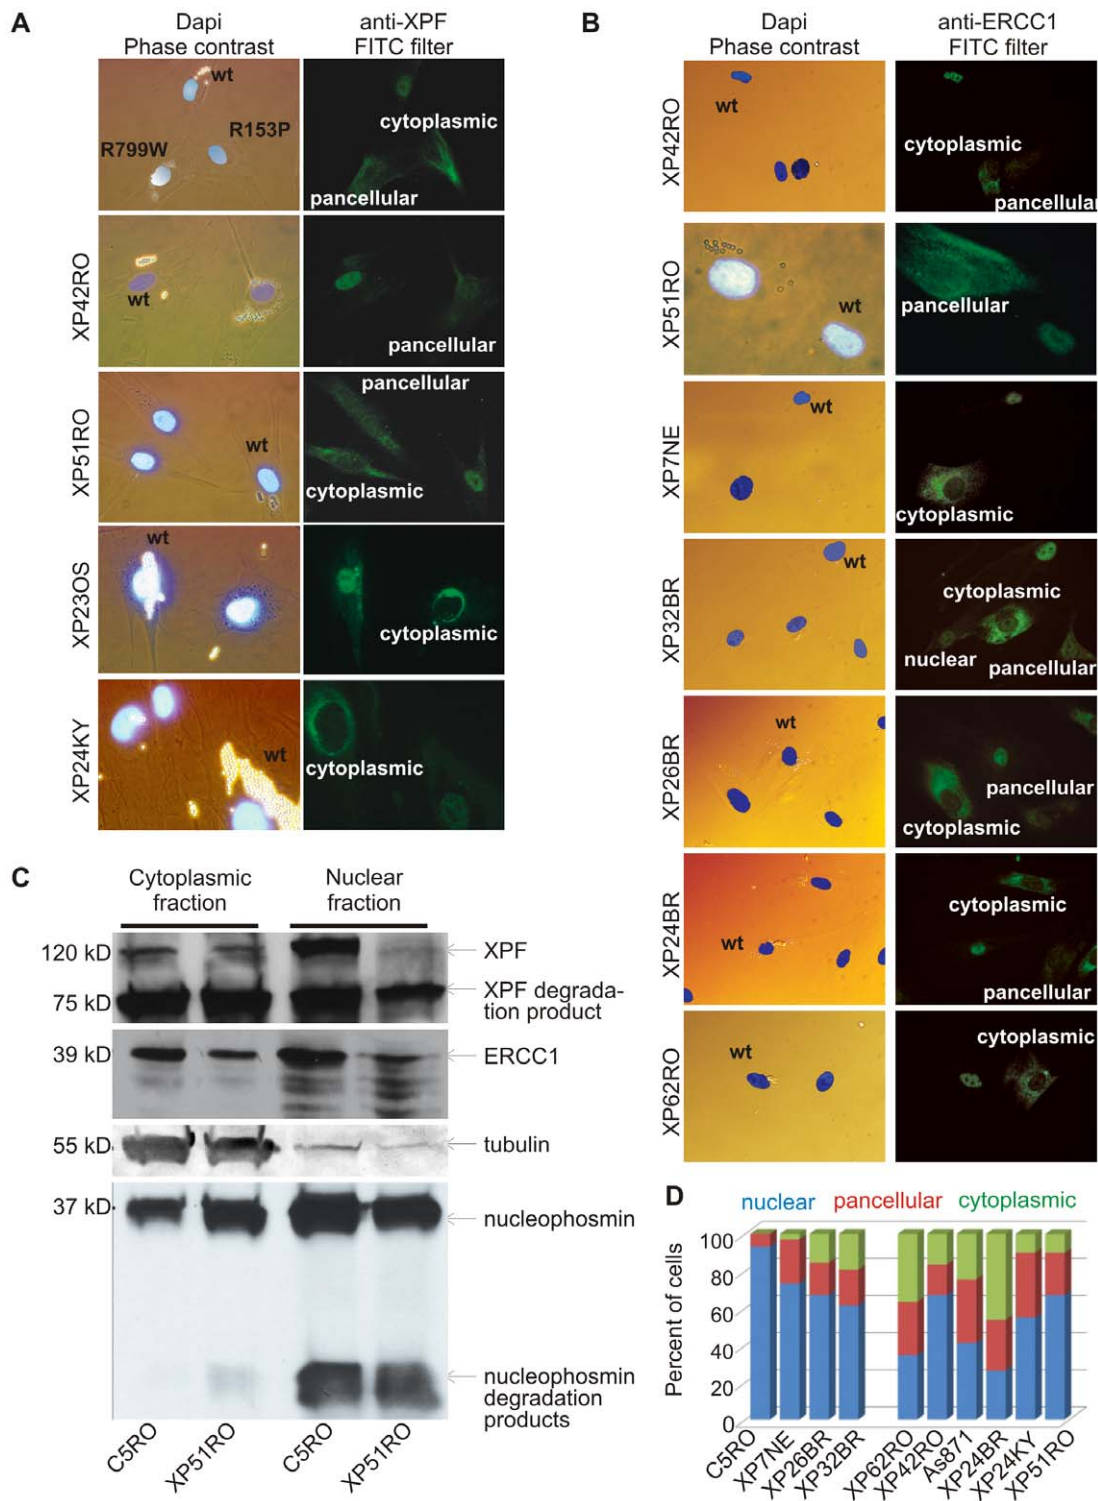 A
Dapi
Phase contrast
anti-XPF
FITC filter
wt
R799W
R153P
cytoplasmic
pancellular
XP42RO
wt
pancellular
XP51RO
wt
pancellular
cytoplasmic
XP23OS
wt
cytoplasmic
XP24KY
wt
cytoplasmic
B
Dapi
Phase contrast
anti-ERCC1
FITC filter
XP42RO
wt
cytoplasmic
pancellular
XP51RO
wt
pancellular
XP7NE
wt
cytoplasmic
XP32BR
wt
cytoplasmic
nuclear
pancellular
XP26BR
wt
pancellular
cytoplasmic
XP24BR
wt
cytoplasmic
pancellular
XP62RO
wt
cytoplasmic
C
Cytoplasmic
fraction
Nuclear
fraction
120 kD
XPF
75 kD
XPF degrada-
tion product
39 kD
ERCC1
55 kD
tubulin
37 kD
nucleophosmin
nucleophosmin
degradation
products
C5RO
XP51RO
C5RO
XP51RO
D
nuclear pancellular cytoplasmic
Percent of cells
100
80
60
40
20
0
C5RO
XP7NE
XP26BR
XP32BR
XP62RO
XP42RO
As871
XP24BR
XP24KY
XP51RO